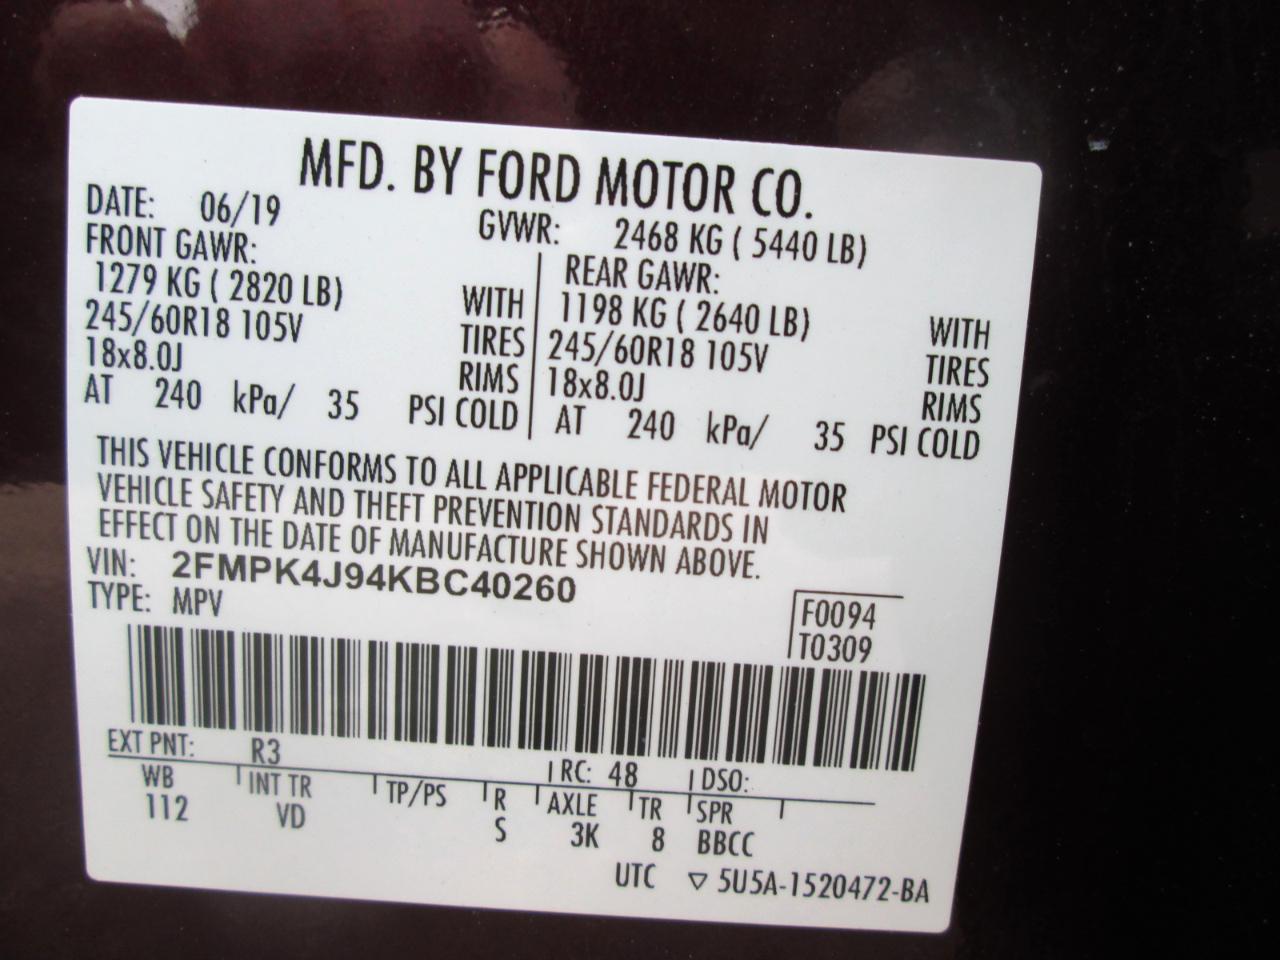 MFD. BY FORD MOTOR CO.
DATE: 06/19 GVWR: 2468 KG ( 5440 LB)
FRONT GAWR: REAR GAWR:
1279 KG ( 2820 LB) WITH 1198 KG ( 2640 LB) WITH
245/60R18 105V TIRES 245/60R18 105V TIRES
18x8.0J RIMS 18x8.0J RIMS
AT 240 kPa/ 35 PSI COLD AT 240 kPa/ 35 PSI COLD
THIS VEHICLE CONFORMS TO ALL APPLICABLE FEDERAL MOTOR
VEHICLE SAFETY AND THEFT PREVENTION STANDARDS IN
EFFECT ON THE DATE OF MANUFACTURE SHOWN ABOVE.
VIN: 2FMPK4J94KBC40260
TYPE: MPV
F0094
T0309
EXT PNT: R3 RC: 48 DSO:
WB INT TR TP/PS R AXLE TR SPR
112 VD S 3K 8 BBCC
UTC ▽ 5U5A-1520472-BA